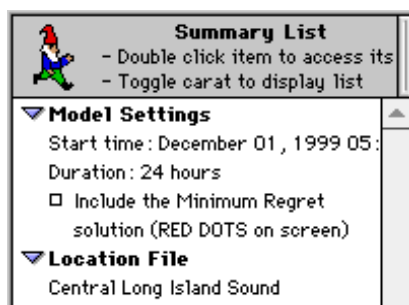 Summary List
- Double click item to access its
- Toggle carat to display list
Model Settings
Start time : December 01, 1999 05:
Duration : 24 hours
Include the Minimum Regret
solution (RED DOTS on screen)
Location File
Central Long Island Sound